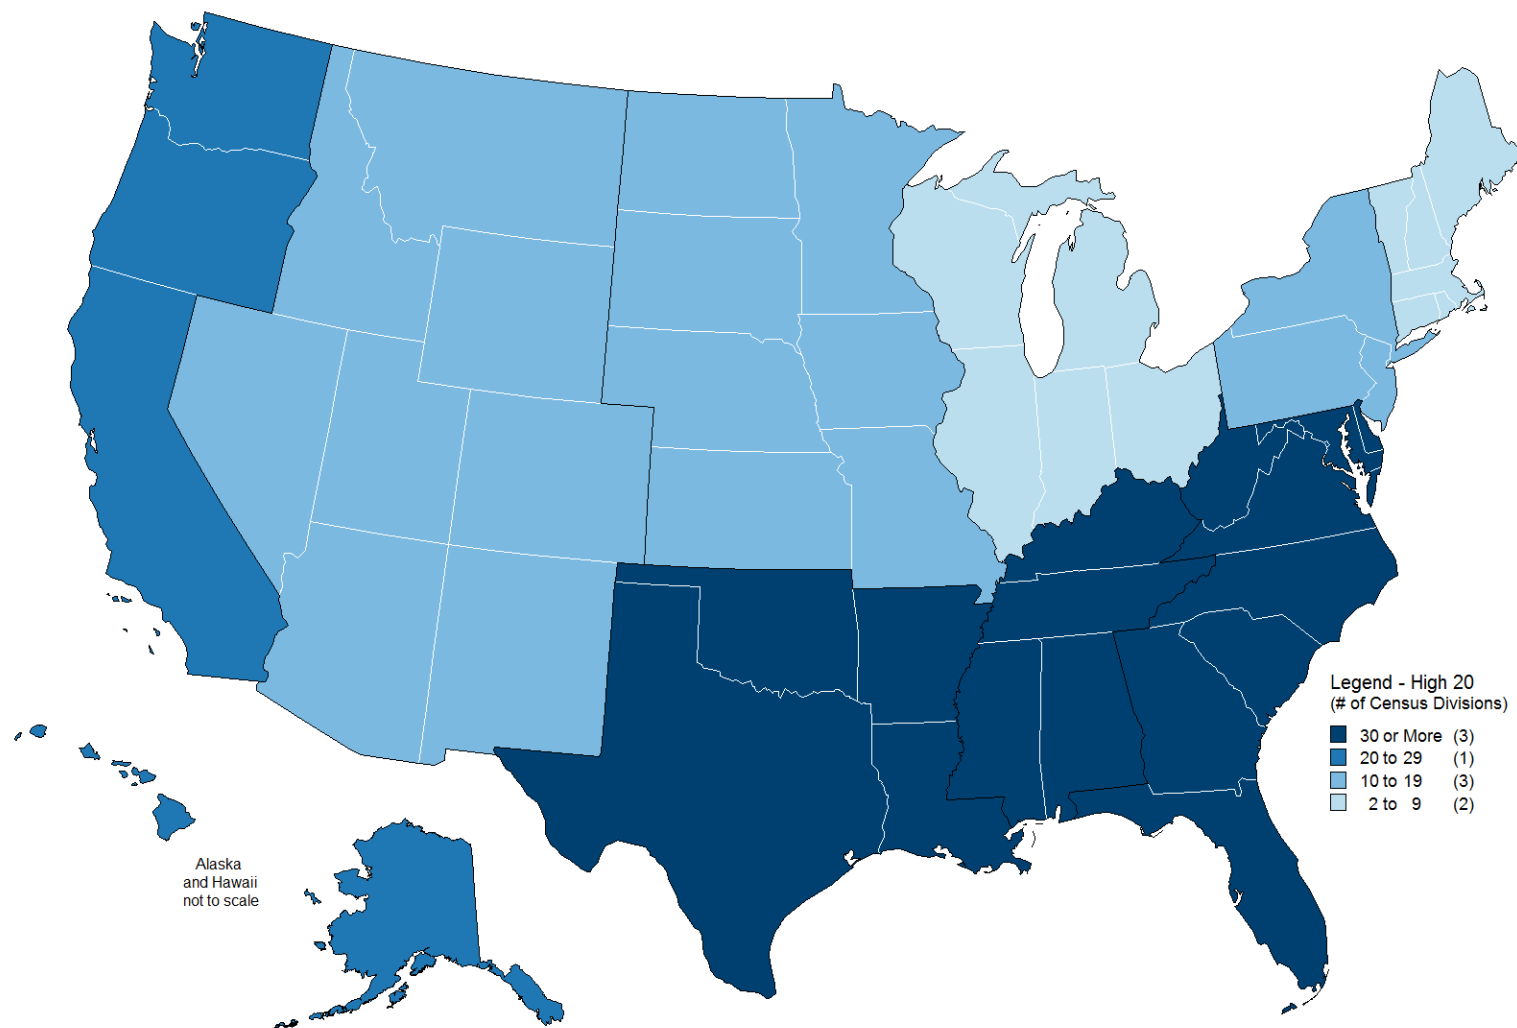 Legend - High 20
(# of Census Divisions)
30 or More (3)
20 to 29 (1)
10 to 19 (3)
2 to 9 (2)
Alaska
and Hawaii
not to scale